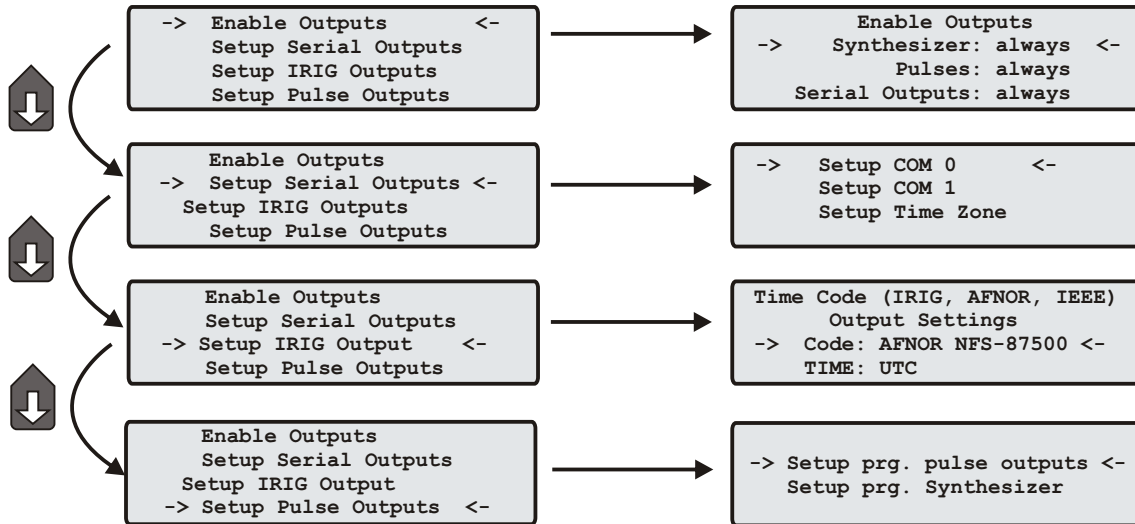 -> Enable Outputs <-
Setup Serial Outputs
Setup IRIG Outputs
Setup Pulse Outputs
Enable Outputs
-> Synthesizer: always <-
Pulses: always
Serial Outputs: always
Enable Outputs
-> Setup Serial Outputs <-
Setup IRIG Outputs
Setup Pulse Outputs
-> Setup COM 0 <-
Setup COM 1
Setup Time Zone
Enable Outputs
Setup Serial Outputs
-> Setup IRIG Output <-
Setup Pulse Outputs
Time Code (IRIG, AFNOR, IEEE)
Output Settings
-> Code: AFNOR NFS-87500 <-
TIME: UTC
Enable Outputs
Setup Serial Outputs
Setup IRIG Output
-> Setup Pulse Outputs <-
-> Setup prg. pulse outputs <-
Setup prg. Synthesizer